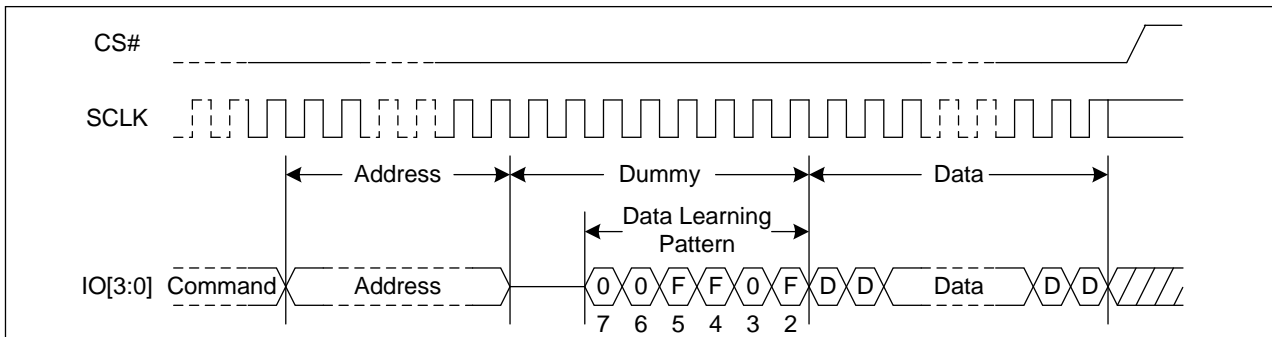 CS#
SCLK
Address Dummy Data
Data Learning
Pattern
IO[3:0] Command Address 0 0 F F 0 F D D Data D D
7 6 5 4 3 2